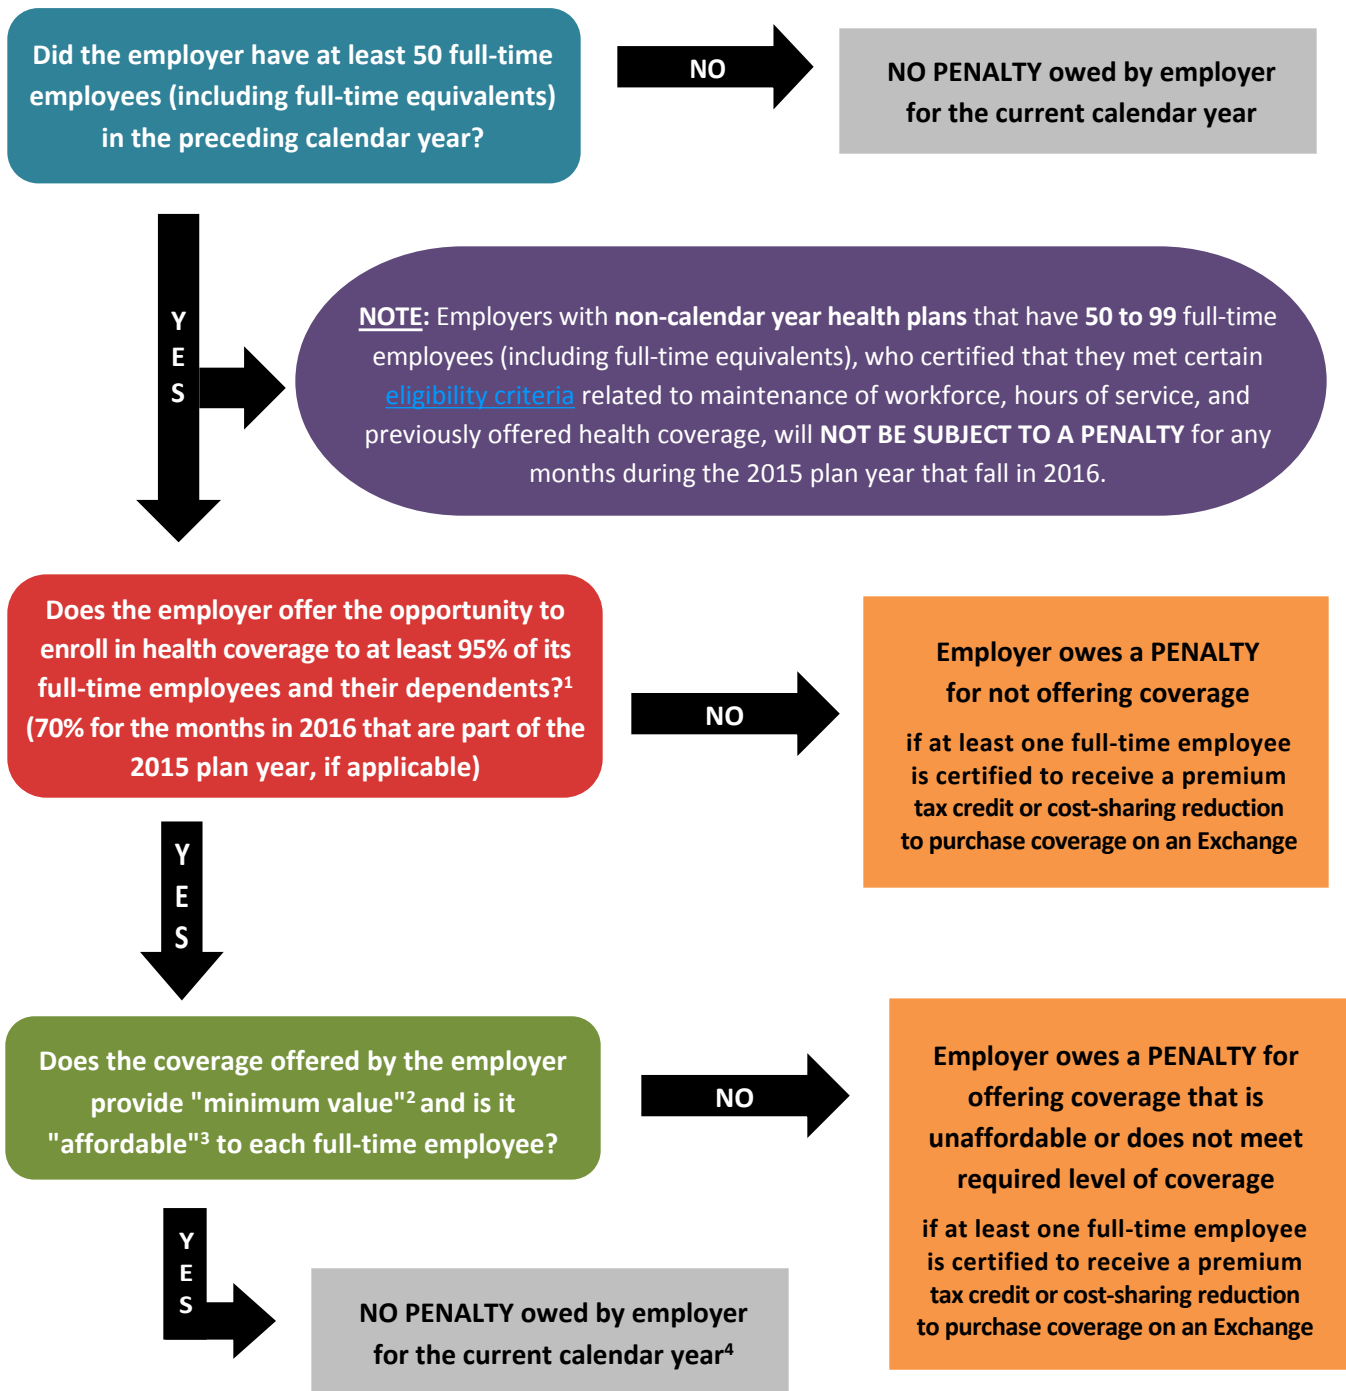 Did the employer have at least 50 full-time
employees (including full-time equivalents)
in the preceding calendar year?
NO
NO PENALTY owed by employer
for the current calendar year
YES
NOTE: Employers with non-calendar year health plans that have 50 to 99 full-time
employees (including full-time equivalents), who certified that they met certain
eligibility criteria related to maintenance of workforce, hours of service, and
previously offered health coverage, will NOT BE SUBJECT TO A PENALTY for any
months during the 2015 plan year that fall in 2016.
Does the employer offer the opportunity to
enroll in health coverage to at least 95% of its
full-time employees and their dependents?¹
(70% for the months in 2016 that are part of the
2015 plan year, if applicable)
NO
Employer owes a PENALTY
for not offering coverage
if at least one full-time employee
is certified to receive a premium
tax credit or cost-sharing reduction
to purchase coverage on an Exchange
YES
Does the coverage offered by the employer
provide "minimum value"² and is it
"affordable"³ to each full-time employee?
NO
Employer owes a PENALTY for
offering coverage that is
unaffordable or does not meet
required level of coverage
if at least one full-time employee
is certified to receive a premium
tax credit or cost-sharing reduction
to purchase coverage on an Exchange
YES
NO PENALTY owed by employer
for the current calendar year⁴